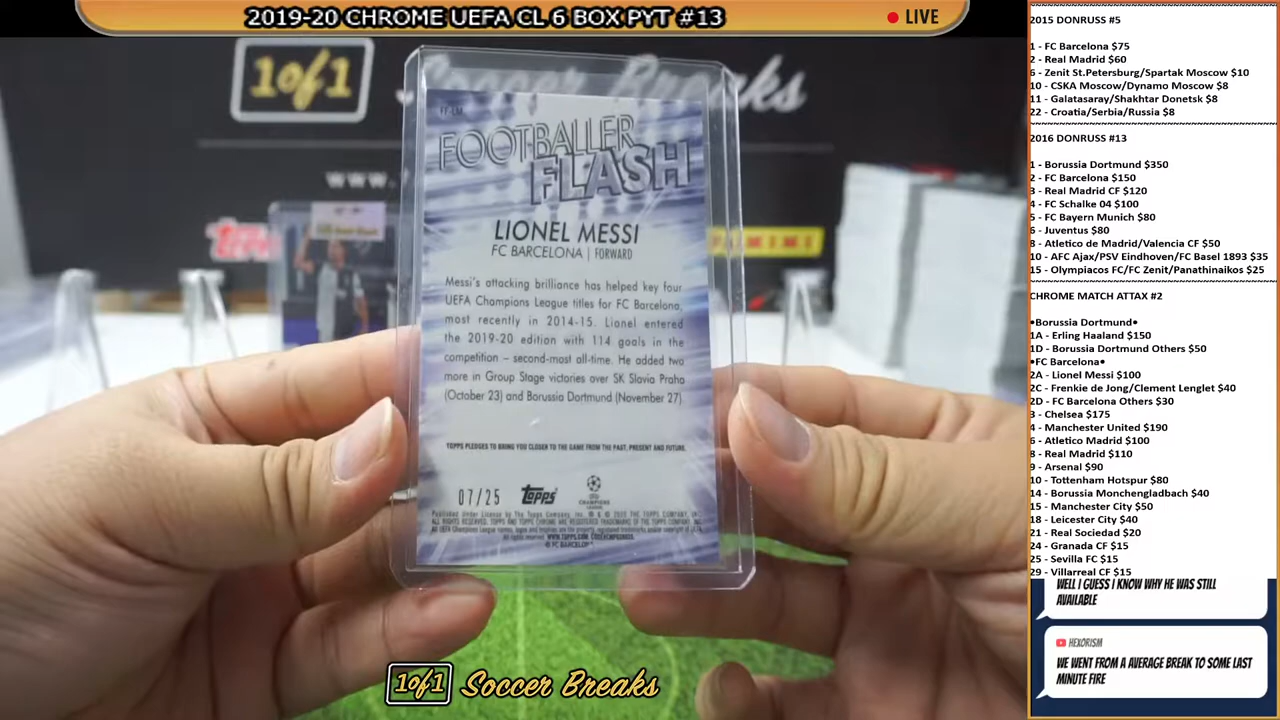 2019-20 CHROME UEFA CL 6 BOX PYT #13
LIVE
1of1
Soccer Breaks
www.
Topps
PANINI
FOOTBALLER
FLASH
LIONEL MESSI
FC BARCELONA | FORWARD
Messi's attacking brilliance has helped key four
UEFA Champions League titles for FC Barcelona,
most recently in 2014-15. Lionel entered
the 2019-20 edition with 114 goals in the
competition – second-most all-time. He added two
more in Group Stage victories over SK Slavia Praha
(October 23) and Borussia Dortmund (November 27).
TOPPS PLEDGES TO BRING YOU CLOSER TO THE GAME FROM THE PAST, PRESENT AND FUTURE.
07/25
Topps
CHAMPIONS
LEAGUE
© FC BARCELONA
1of1 Soccer Breaks
2015 DONRUSS #5
1 - FC Barcelona $75
2 - Real Madrid $60
6 - Zenit St.Petersburg/Spartak Moscow $10
10 - CSKA Moscow/Dynamo Moscow $8
11 - Galatasaray/Shakhtar Donetsk $8
22 - Croatia/Serbia/Russia $8
2016 DONRUSS #13
1 - Borussia Dortmund $350
2 - FC Barcelona $150
3 - Real Madrid CF $120
4 - FC Schalke 04 $100
5 - FC Bayern Munich $80
6 - Juventus $80
8 - Atletico de Madrid/Valencia CF $50
10 - AFC Ajax/PSV Eindhoven/FC Basel 1893 $35
15 - Olympiacos FC/FC Zenit/Panathinaikos $25
CHROME MATCH ATTAX #2
•Borussia Dortmund•
1A - Erling Haaland $150
1D - Borussia Dortmund Others $50
•FC Barcelona•
2A - Lionel Messi $100
2C - Frenkie de Jong/Clement Lenglet $40
2D - FC Barcelona Others $30
3 - Chelsea $175
4 - Manchester United $190
6 - Atletico Madrid $100
8 - Real Madrid $110
9 - Arsenal $90
10 - Tottenham Hotspur $80
14 - Borussia Monchengladbach $40
15 - Manchester City $50
18 - Leicester City $40
21 - Real Sociedad $20
24 - Granada CF $15
25 - Sevilla FC $15
29 - Villarreal CF $15
WELL I GUESS I KNOW WHY HE WAS STILL
AVAILABLE
HEXORISM
WE WENT FROM A AVERAGE BREAK TO SOME LAST
MINUTE FIRE